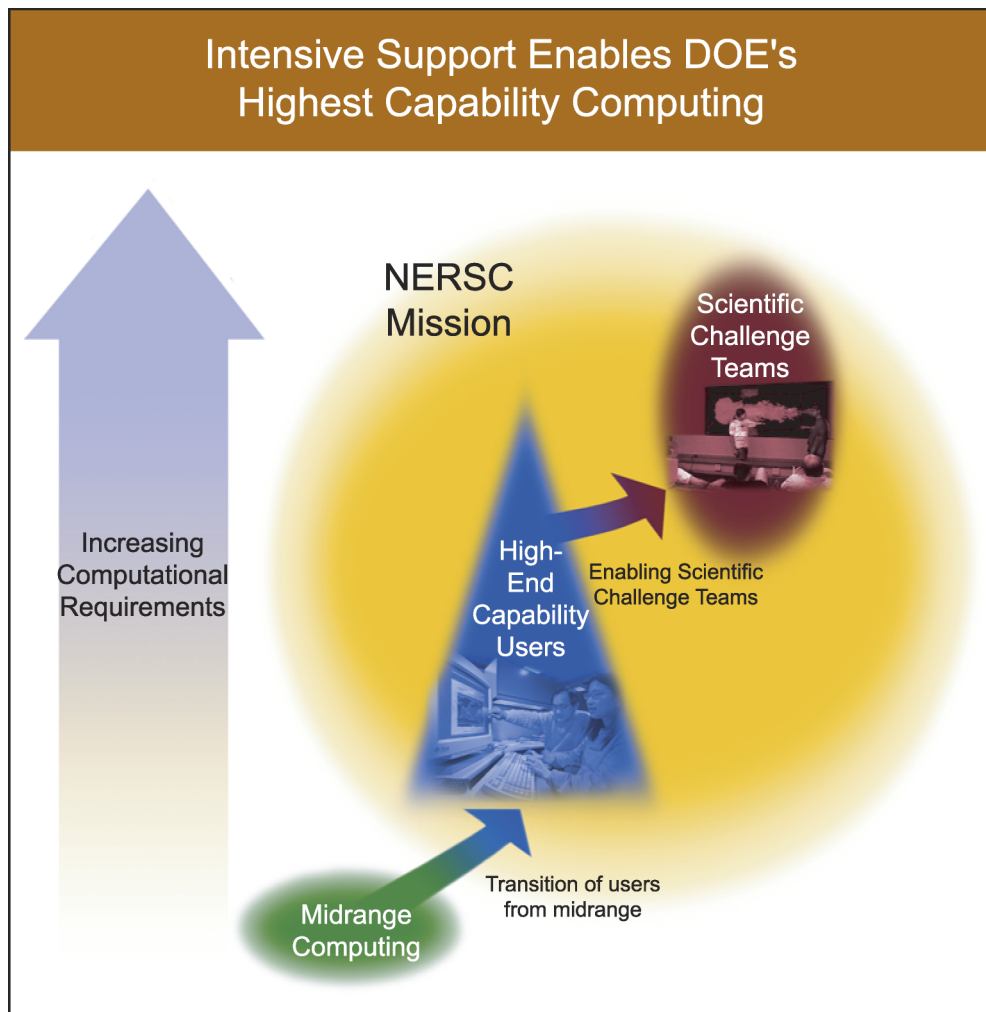 Intensive Support Enables DOE's
Highest Capability Computing
NERSC
Mission
Scientific
Challenge
Teams
Increasing
Computational
Requirements
High-
End
Capability
Users
Enabling Scientific
Challenge Teams
Transition of users
from midrange
Midrange
Computing